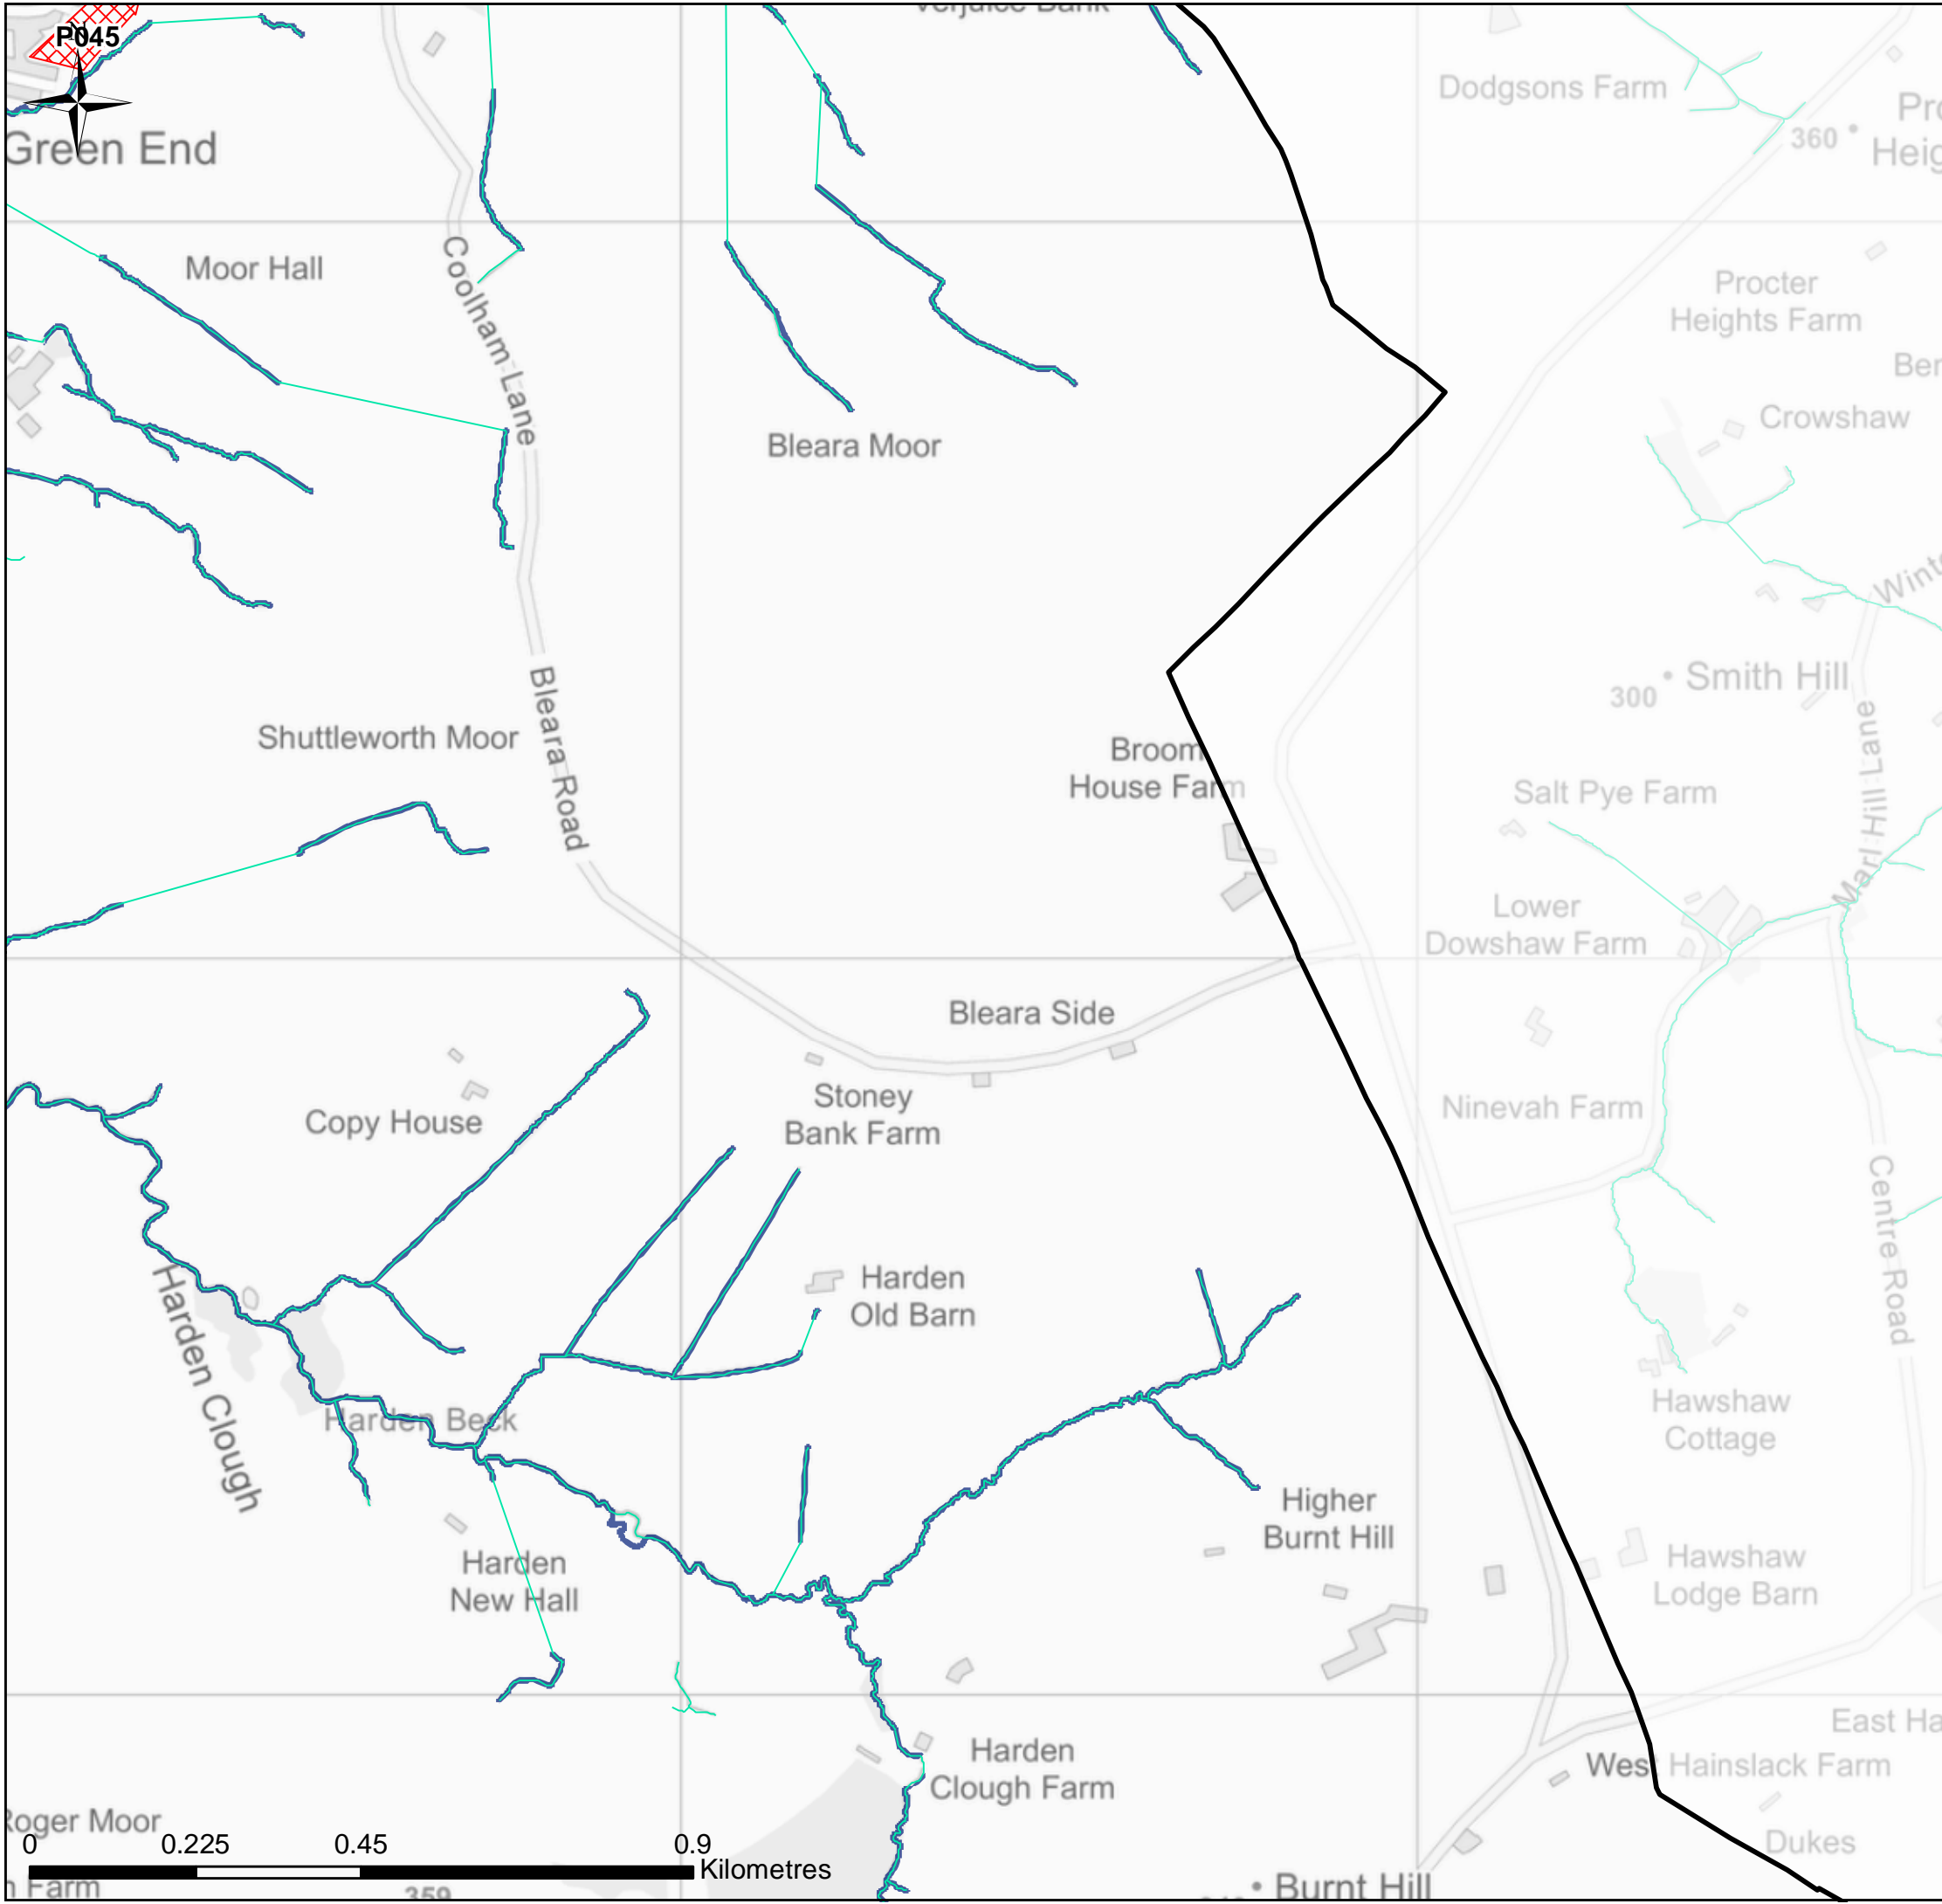 Verjuice Bank
P045
N
Dodgsons Farm
360
Green End
Moor Hall
Coolham Lane
Procter
Heights Farm
Crowshaw
Bleara Moor
Smith Hill
300
Marl Hill Lane
Shuttleworth Moor
Bleara Road
Broom
House Farm
Salt Pye Farm
Lower
Dowshaw Farm
Bleara Side
Stoney
Bank Farm
Copy House
Ninevah Farm
Centre Road
Harden Clough
Harden
Old Barn
Harden Beck
Hawshaw
Cottage
Higher
Burnt Hill
Harden
New Hall
Hawshaw
Lodge Barn
Harden
Clough Farm
East Ha
West Hainslack Farm
Roger Moor
Dukes
0 0.225 0.45 0.9
Kilometres
Farm
359
Burnt Hill